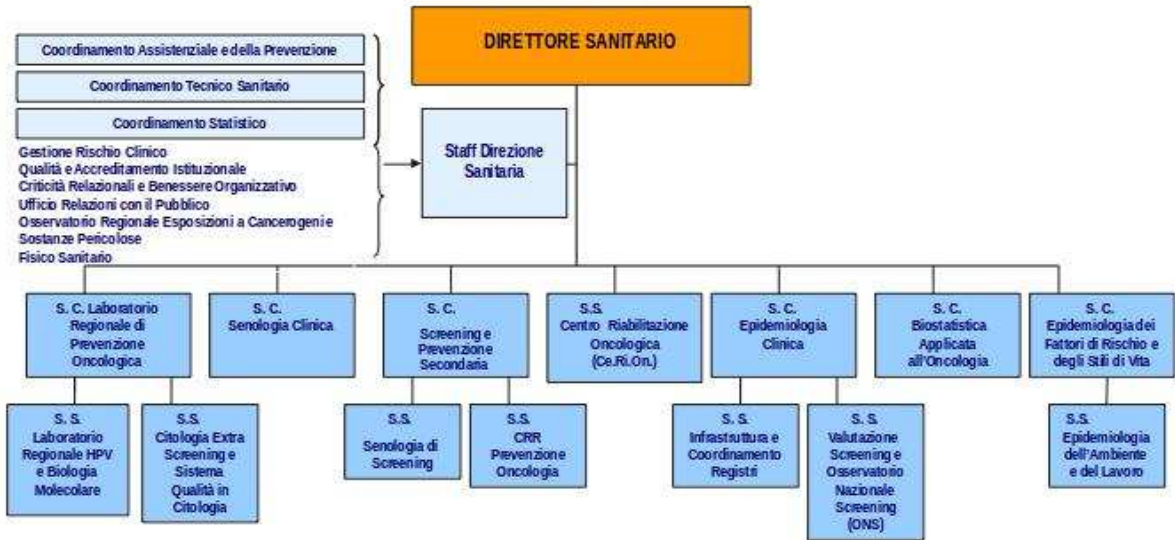 DIRETTORE SANITARIO
Coordinamento Assistenziale e della Prevenzione
Coordinamento Tecnico Sanitario
Coordinamento Statistico
Gestione Rischio Clinico
Qualità e Accreditamento Istituzionale
Criticità Relazionali e Benessere Organizzativo
Ufficio Relazioni con il Pubblico
Osservatorio Regionale Esposizioni a Cancerogeni e
Sostanze Pericolose
Fisico Sanitario
Staff Direzione
Sanitaria
S. C. Laboratorio
Regionale di
Prevenzione
Oncologica
S. C.
Senologia Clinica
S. C.
Screening e
Prevenzione
Secondaria
S.S.
Centro Riabilitazione
Oncologica
(Ce.Ri.On.)
S. C.
Epidemiologia
Clinica
S. C.
Biostatistica
Applicata
all'Oncologia
S. C.
Epidemiologia dei
Fattori di Rischio e
degli Stili di Vita
S. S.
Laboratorio
Regionale HPV
e Biologia
Molecolare
S.S.
Citologia Extra
Screening e
Sistema
Qualità in
Citologia
S.S.
Senologia di
Screening
S.S.
CRR
Prevenzione
Oncologia
S. S.
Infrastruttura e
Coordinamento
Registri
S. S.
Valutazione
Screening e
Osservatorio
Nazionale
Screening
(ONS)
S.S.
Epidemiologia
dell'Ambiente
e del Lavoro